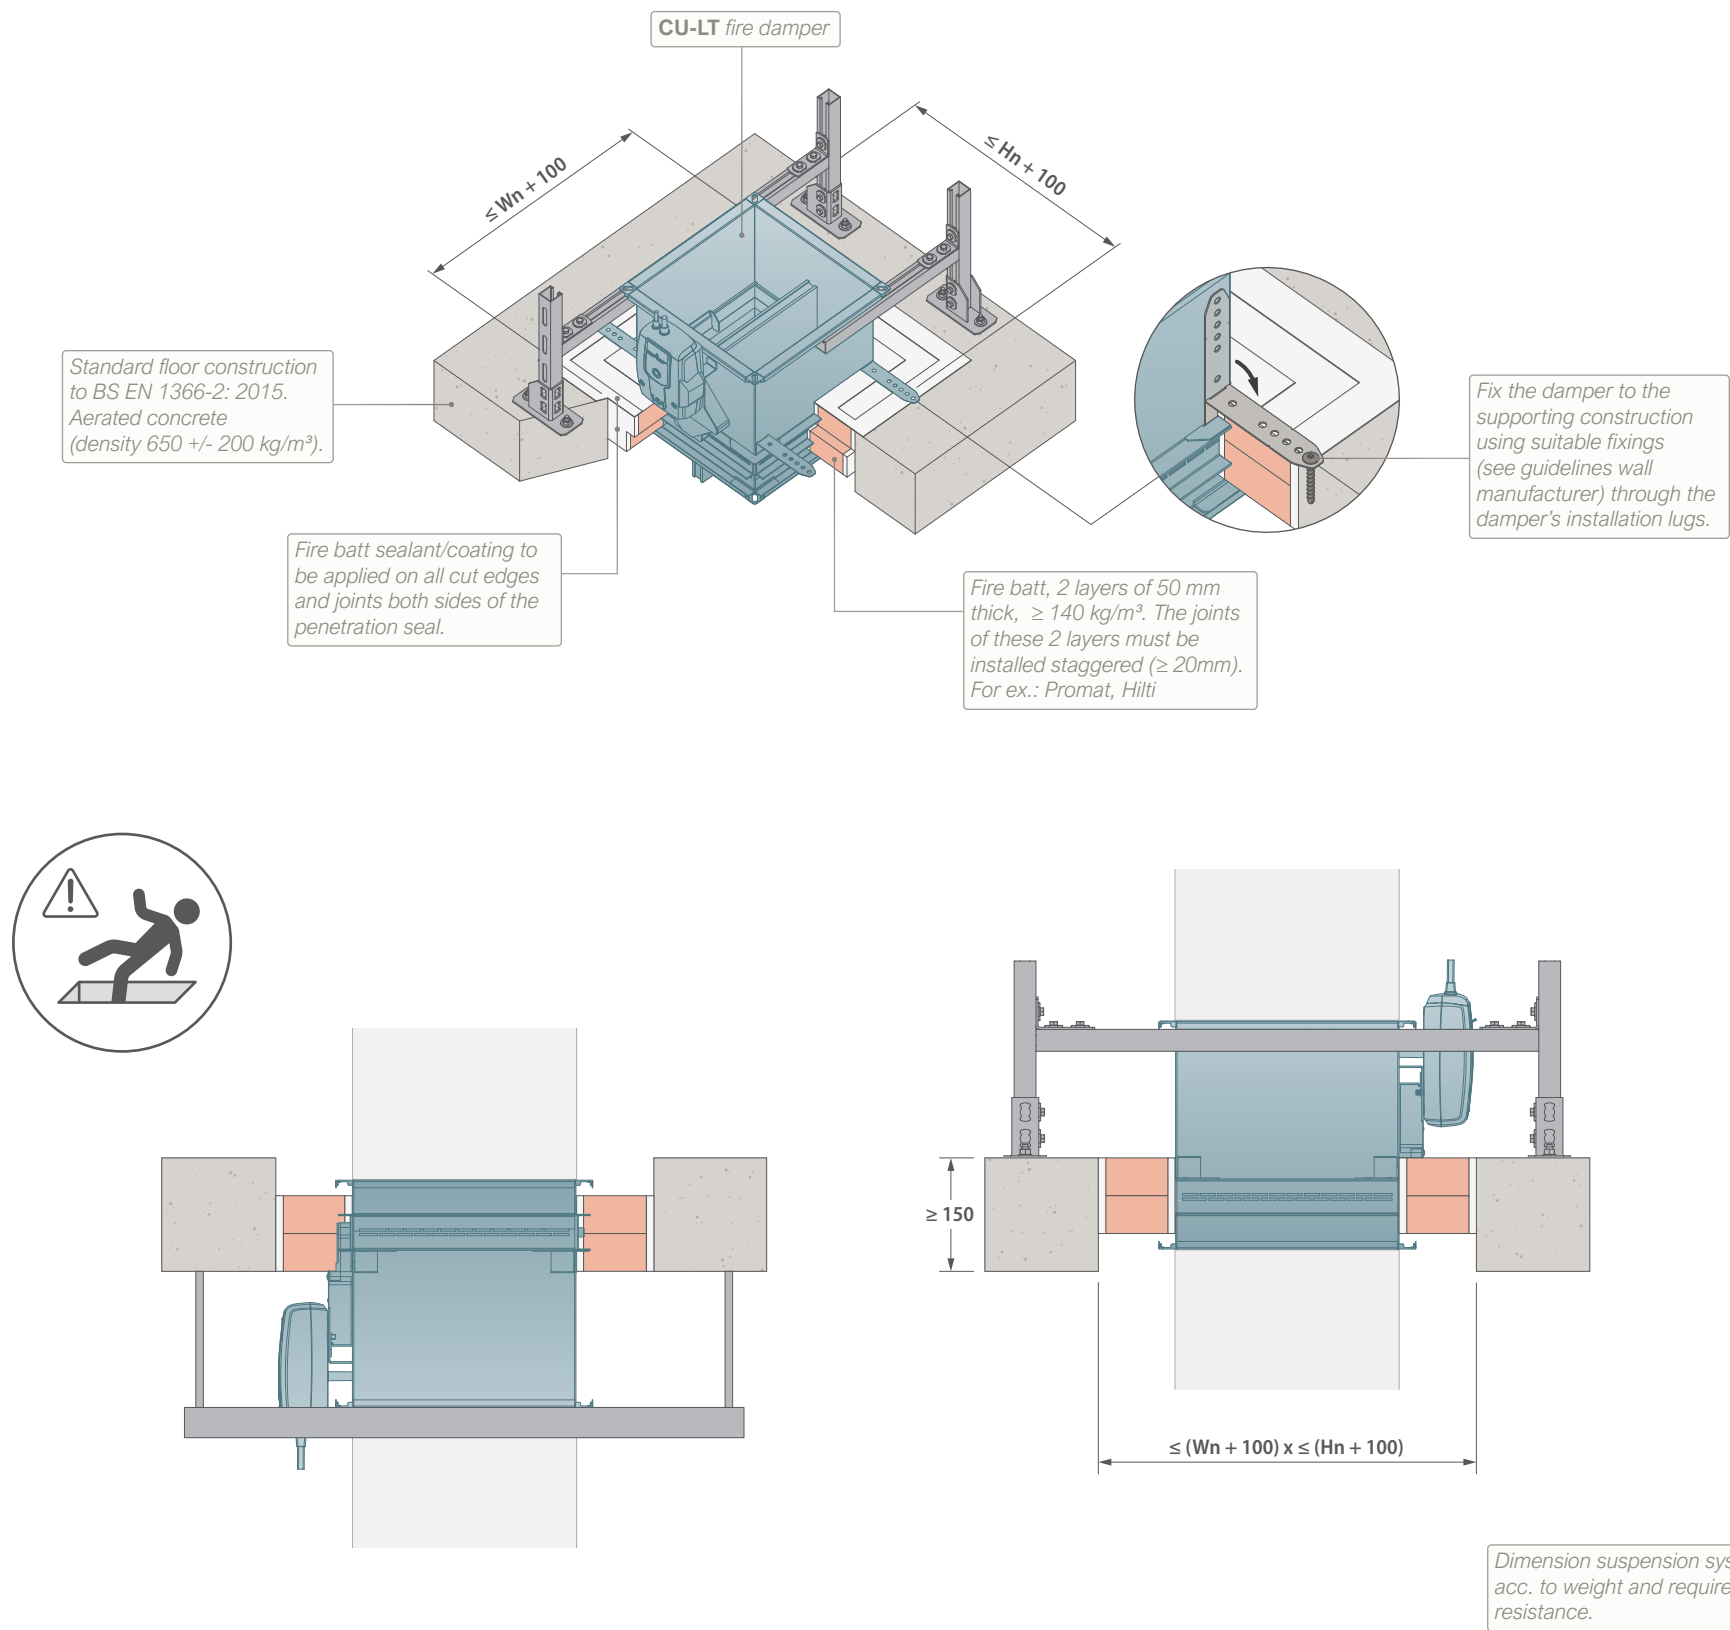 CU-LT fire damper
≤ Wn + 100
≤ Hn + 100
Standard floor construction
to BS EN 1366-2: 2015.
Aerated concrete
(density 650 +/- 200 kg/m³).
Fix the damper to the
supporting construction
using suitable fixings
(see guidelines wall
manufacturer) through the
damper's installation lugs.
Fire batt sealant/coating to
be applied on all cut edges
and joints both sides of the
penetration seal.
Fire batt, 2 layers of 50 mm
thick, ≥ 140 kg/m³. The joints
of these 2 layers must be
installed staggered (≥ 20mm).
For ex.: Promat, Hilti
≥ 150
≤ (Wn + 100) x ≤ (Hn + 100)
Dimension suspension sys
acc. to weight and require
resistance.